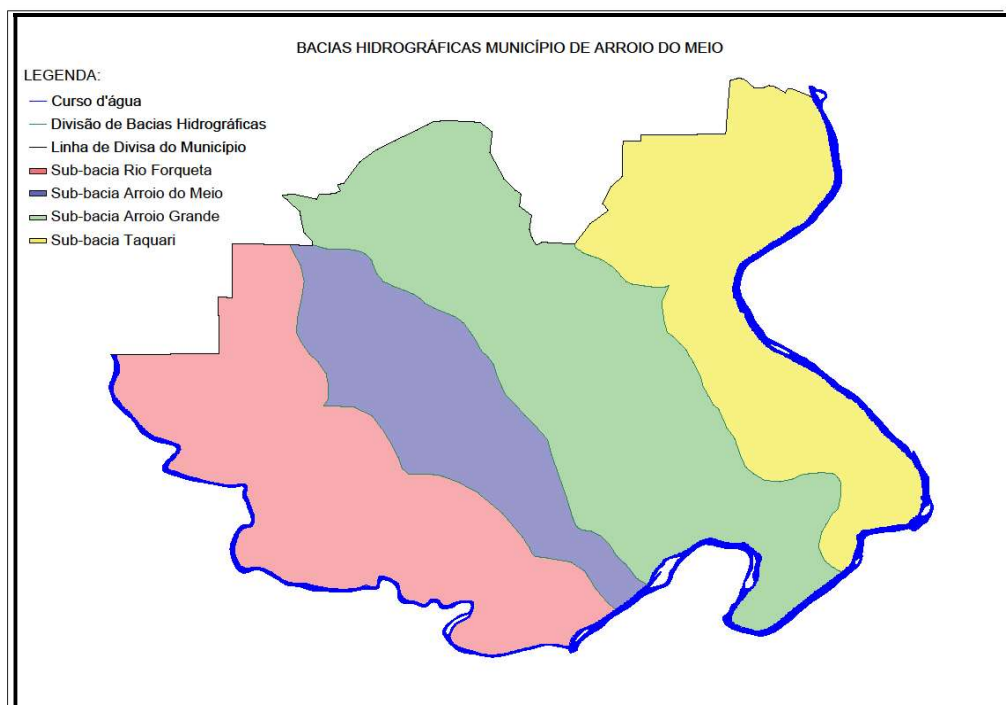 BACIAS HIDROGRÁFICAS MUNICÍPIO DE ARROIO DO MEIO
LEGENDA:
Curso d'água
Divisão de Bacias Hidrográficas
Linha de Divisa do Município
Sub-bacia Rio Forqueta
Sub-bacia Arroio do Meio
Sub-bacia Arroio Grande
Sub-bacia Taquari